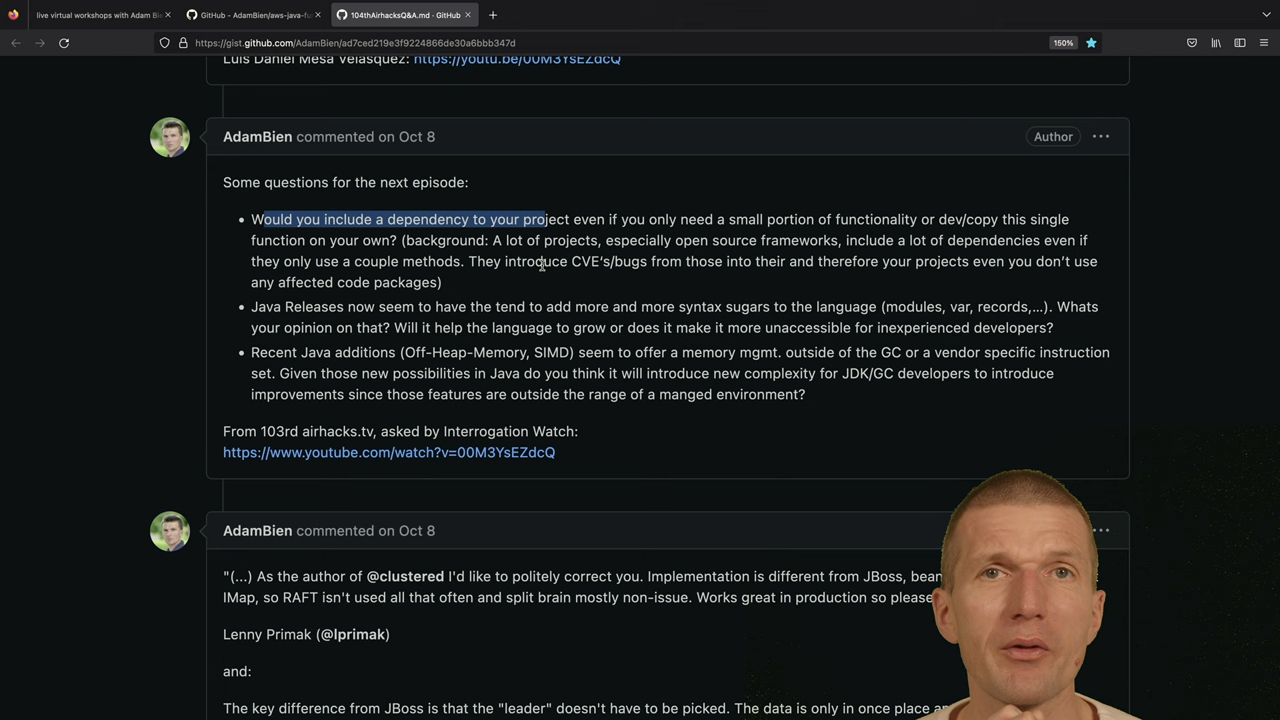 live virtual workshops with Adam Bie
GitHub - AdamBien/aws-java-fu
104thAirhacksQ&A.md · GitHub
https://gist.github.com/AdamBien/ad7ced219e3f9224866de30a6bbb347d
150%
Luis Daniel Mesa Velasquez: https://youtu.be/00M3YsEZdcQ
AdamBien commented on Oct 8
Author
Some questions for the next episode:
Would you include a dependency to your project even if you only need a small portion of functionality or dev/copy this single
function on your own? (background: A lot of projects, especially open source frameworks, include a lot of dependencies even if
they only use a couple methods. They introduce CVE's/bugs from those into their and therefore your projects even you don't use
any affected code packages)
Java Releases now seem to have the tend to add more and more syntax sugars to the language (modules, var, records,...). Whats
your opinion on that? Will it help the language to grow or does it make it more unaccessible for inexperienced developers?
Recent Java additions (Off-Heap-Memory, SIMD) seem to offer a memory mgmt. outside of the GC or a vendor specific instruction
set. Given those new possibilities in Java do you think it will introduce new complexity for JDK/GC developers to introduce
improvements since those features are outside the range of a manged environment?
From 103rd airhacks.tv, asked by Interrogation Watch:
https://www.youtube.com/watch?v=00M3YsEZdcQ
AdamBien commented on Oct 8
"(...) As the author of @clustered I'd like to politely correct you. Implementation is different from JBoss, bean
IMap, so RAFT isn't used all that often and split brain mostly non-issue. Works great in production so please
Lenny Primak (@lprimak)
and:
The key difference from JBoss is that the "leader" doesn't have to be picked. The data is only in once place